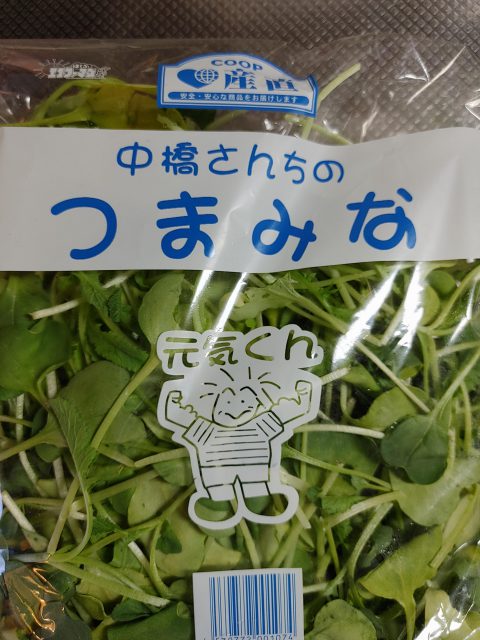 COOP
産直
安全・安心な商品をお届けします
中橋さんちの
つまみな
元気くん